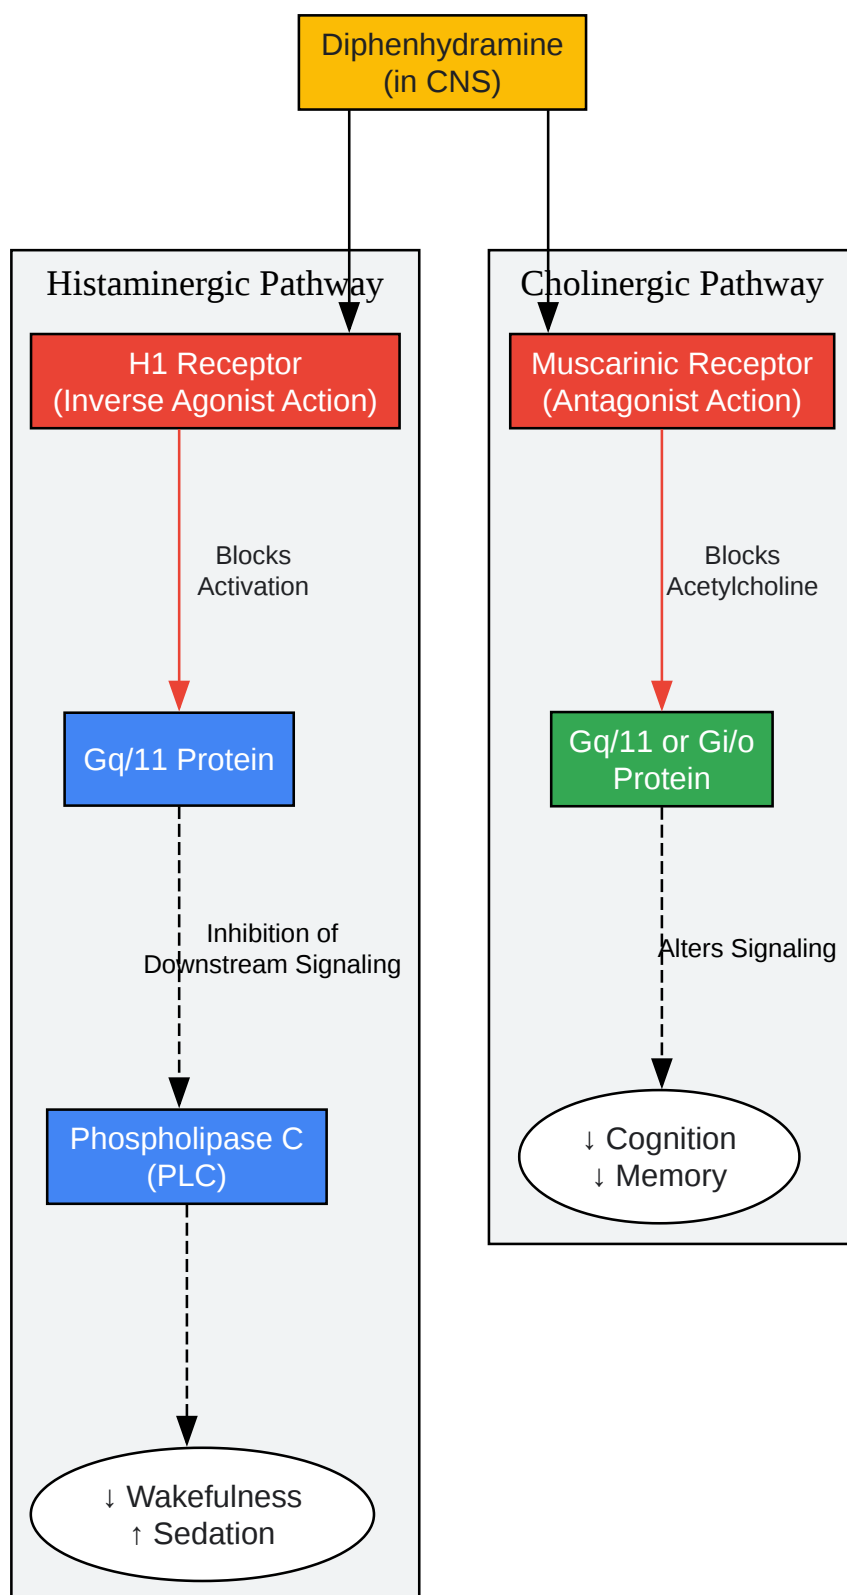 Diphenhydramine
(in CNS)
Histaminergic Pathway
H1 Receptor
(Inverse Agonist Action)
Blocks
Activation
Gq/11 Protein
Inhibition of
Downstream Signaling
Phospholipase C
(PLC)
↓ Wakefulness
↑ Sedation
Cholinergic Pathway
Muscarinic Receptor
(Antagonist Action)
Blocks
Acetylcholine
Gq/11 or Gi/o
Protein
Alters Signaling
↓ Cognition
↓ Memory